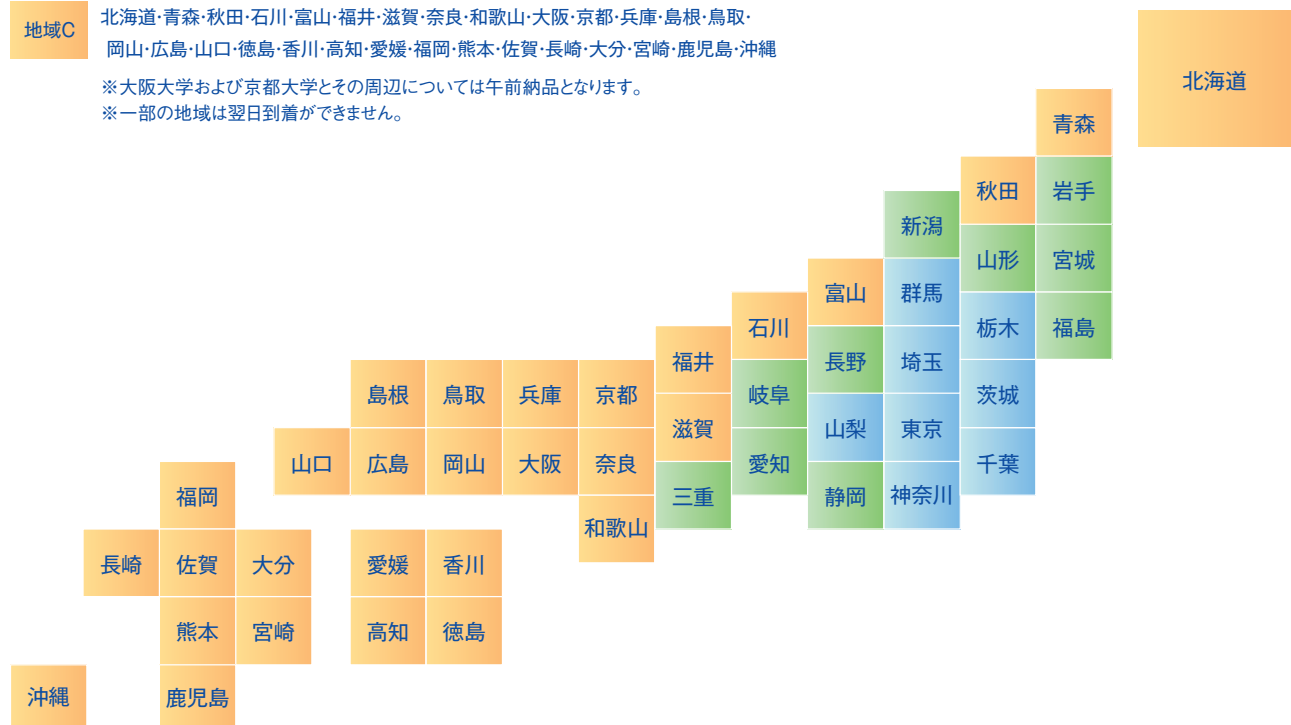 地域C
北海道・青森・秋田・石川・富山・福井・滋賀・奈良・和歌山・大阪・京都・兵庫・島根・鳥取・
岡山・広島・山口・徳島・香川・高知・愛媛・福岡・熊本・佐賀・長崎・大分・宮崎・鹿児島・沖縄
※大阪大学および京都大学とその周辺については午前納品となります。
※一部の地域は翌日到着ができません。
北海道
青森
秋田
岩手
新潟
山形
宮城
富山
群馬
栃木
福島
石川
長野
埼玉
茨城
福井
岐阜
山梨
東京
千葉
島根
鳥取
兵庫
京都
滋賀
愛知
静岡
神奈川
山口
広島
岡山
大阪
奈良
三重
和歌山
福岡
長崎
佐賀
大分
愛媛
香川
熊本
宮崎
高知
徳島
沖縄
鹿児島